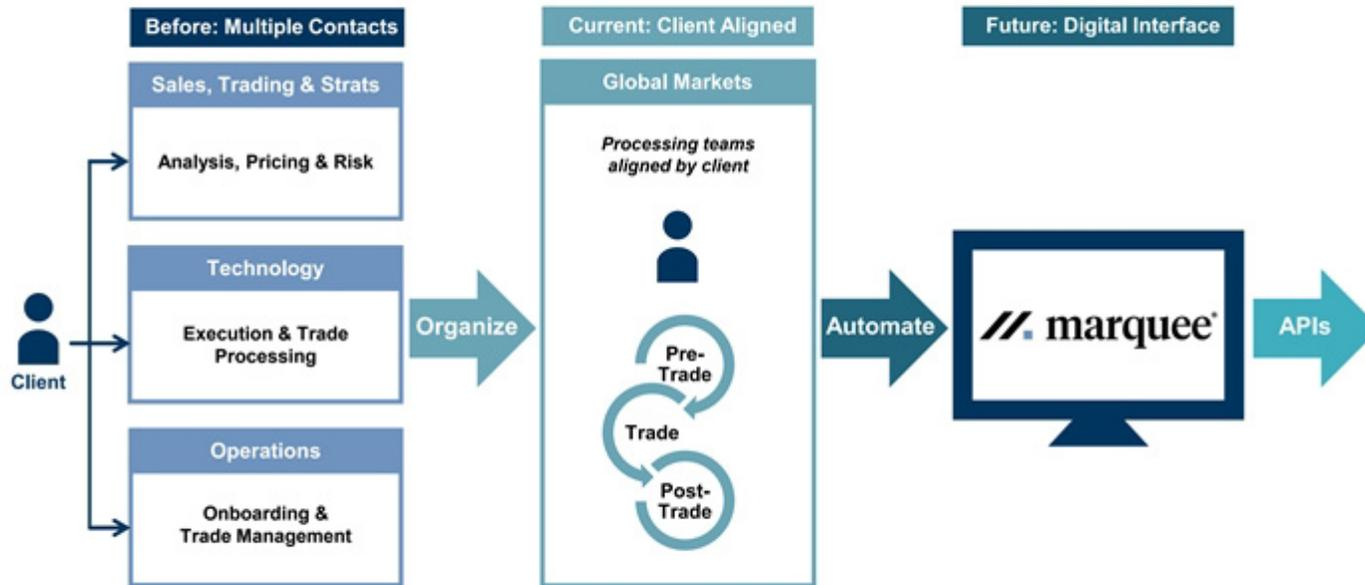 Before: Multiple Contacts
Sales, Trading & Strats
Analysis, Pricing & Risk
Technology
Execution & Trade
Processing
Operations
Onboarding &
Trade Management
Client
Organize
Current: Client Aligned
Global Markets
Processing teams
aligned by client
Pre-
Trade
Trade
Post-
Trade
Automate
Future: Digital Interface
marquee®
APIs